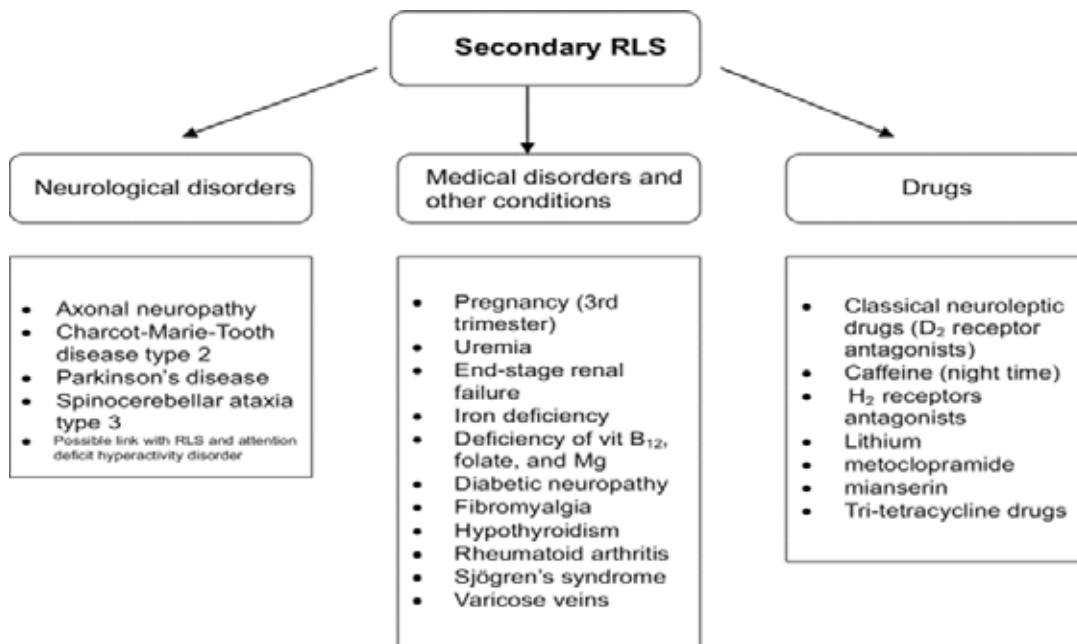 Secondary RLS
Neurological disorders
Medical disorders and
other conditions
Drugs
• Axonal neuropathy
• Charcot-Marie-Tooth
disease type 2
• Parkinson's disease
• Spinocerebellar ataxia
type 3
• Possible link with RLS and attention
deficit hyperactivity disorder
• Pregnancy (3rd
trimester)
• Uremia
• End-stage renal
failure
• Iron deficiency
• Deficiency of vit B₁₂,
folate, and Mg
• Diabetic neuropathy
• Fibromyalgia
• Hypothyroidism
• Rheumatoid arthritis
• Sjögren's syndrome
• Varicose veins
• Classical neuroleptic
drugs (D₂ receptor
antagonists)
• Caffeine (night time)
• H₂ receptors
antagonists
• Lithium
• metoclopramide
• mianserin
• Tri-tetracycline drugs